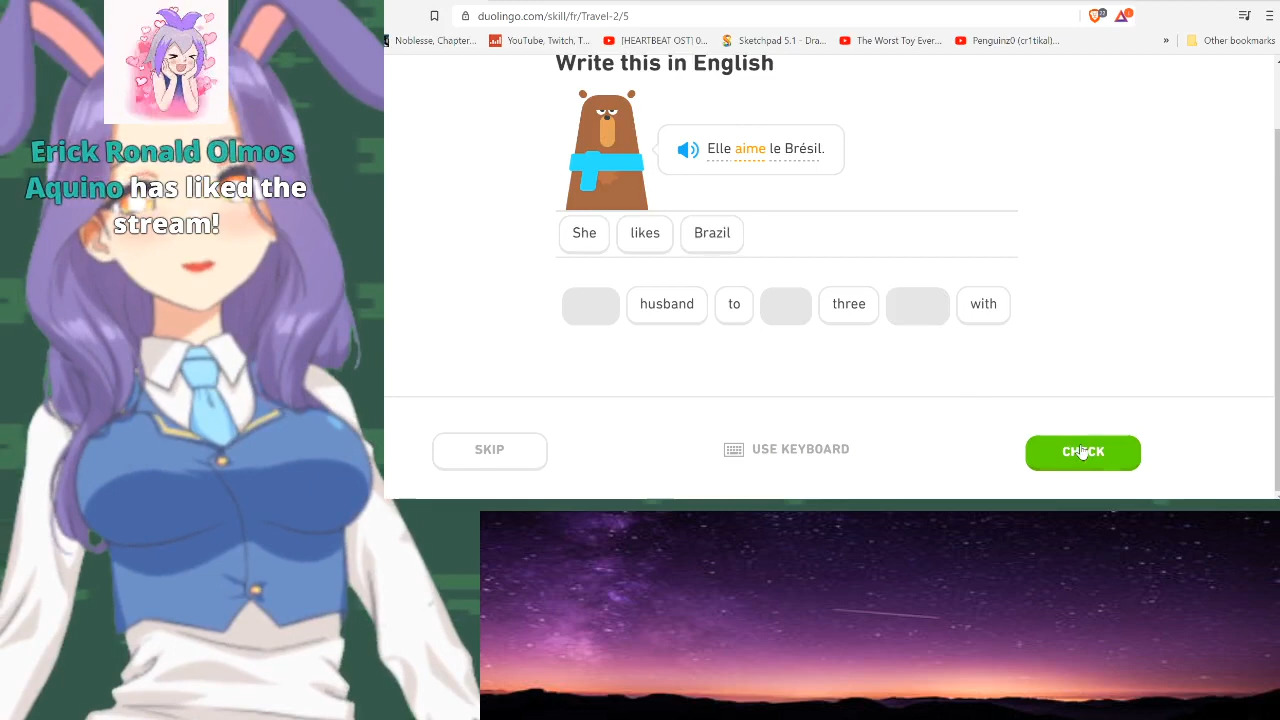 Erick Ronald Olmos
Aquino has liked the
stream!
duolingo.com/skill/fr/Travel-2/5
22
1
Noblesse, Chapter...
YouTube, Twitch, T...
[HEARTBEAT OST] 0...
Sketchpad 5.1 - Dra...
The Worst Toy Ever...
Penguinz0 (cr1tikal)...
»
Other bookmarks
Write this in English
Elle aime le Brésil.
She likes Brazil
husband to three with
SKIP
USE KEYBOARD
CHECK